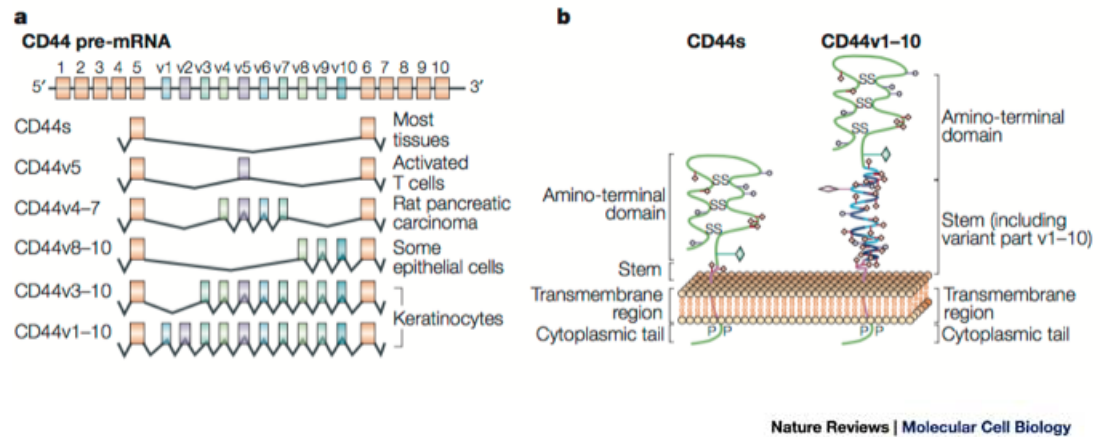 a
CD44 pre-mRNA
1 2 3 4 5 v1 v2 v3 v4 v5 v6 v7 v8 v9 v10 6 7 8 9 10
5′ 3′
CD44s
Most
tissues
CD44v5
Activated
T cells
CD44v4–7
Rat pancreatic
carcinoma
CD44v8–10
Some
epithelial cells
CD44v3–10
Keratinocytes
CD44v1–10
b
CD44s
CD44v1–10
SS
SS
SS
Amino-terminal
domain
SS
SS
SS
Amino-terminal
domain
Stem (including
variant part v1–10)
Stem
Transmembrane
region
Transmembrane
region
Cytoplasmic tail
P P
P P
Cytoplasmic tail
Nature Reviews | Molecular Cell Biology